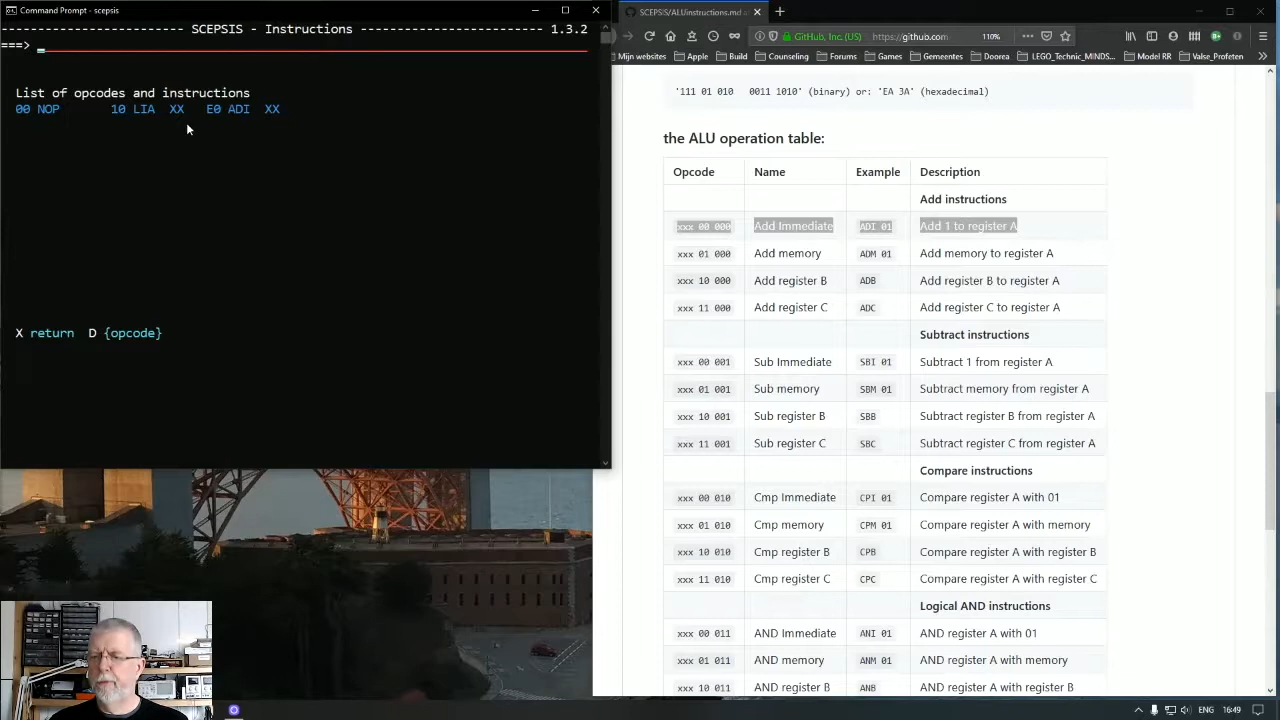 Command Prompt - scepsis
----------------------- SCEPSIS - Instructions ----------------------- 1.3.2
===>
List of opcodes and instructions
00 NOP 10 LIA XX E0 ADI XX
X return D {opcode}
SCEPSIS/ALUinstructions.md
GitHub, Inc. (US)
https://github.com
110%
Mijn websites
Apple
Build
Counseling
Forums
Games
Gemeentes
Doorea
LEGO_Technic_MINDS...
Model RR
Valse_Profeten
'111 01 010 0011 1010' (binary) or: 'EA 3A' (hexadecimal)
the ALU operation table:
Opcode Name Example Description
Add instructions
xxx 00 000 Add Immediate ADI 01 Add 1 to register A
xxx 01 000 Add memory ADM 01 Add memory to register A
xxx 10 000 Add register B ADB Add register B to register A
xxx 11 000 Add register C ADC Add register C to register A
Subtract instructions
xxx 00 001 Sub Immediate SBI 01 Subtract 1 from register A
xxx 01 001 Sub memory SBM 01 Subtract memory from register A
xxx 10 001 Sub register B SBB Subtract register B from register A
xxx 11 001 Sub register C SBC Subtract register C from register A
Compare instructions
xxx 00 010 Cmp Immediate CPI 01 Compare register A with 01
xxx 01 010 Cmp memory CPM 01 Compare register A with memory
xxx 10 010 Cmp register B CPB Compare register A with register B
xxx 11 010 Cmp register C CPC Compare register A with register C
Logical AND instructions
xxx 00 011 AND Immediate ANI 01 AND register A with 01
xxx 01 011 AND memory ANM 01 AND register A with memory
xxx 10 011 AND register B ANB AND register A with register B
ENG 16:49